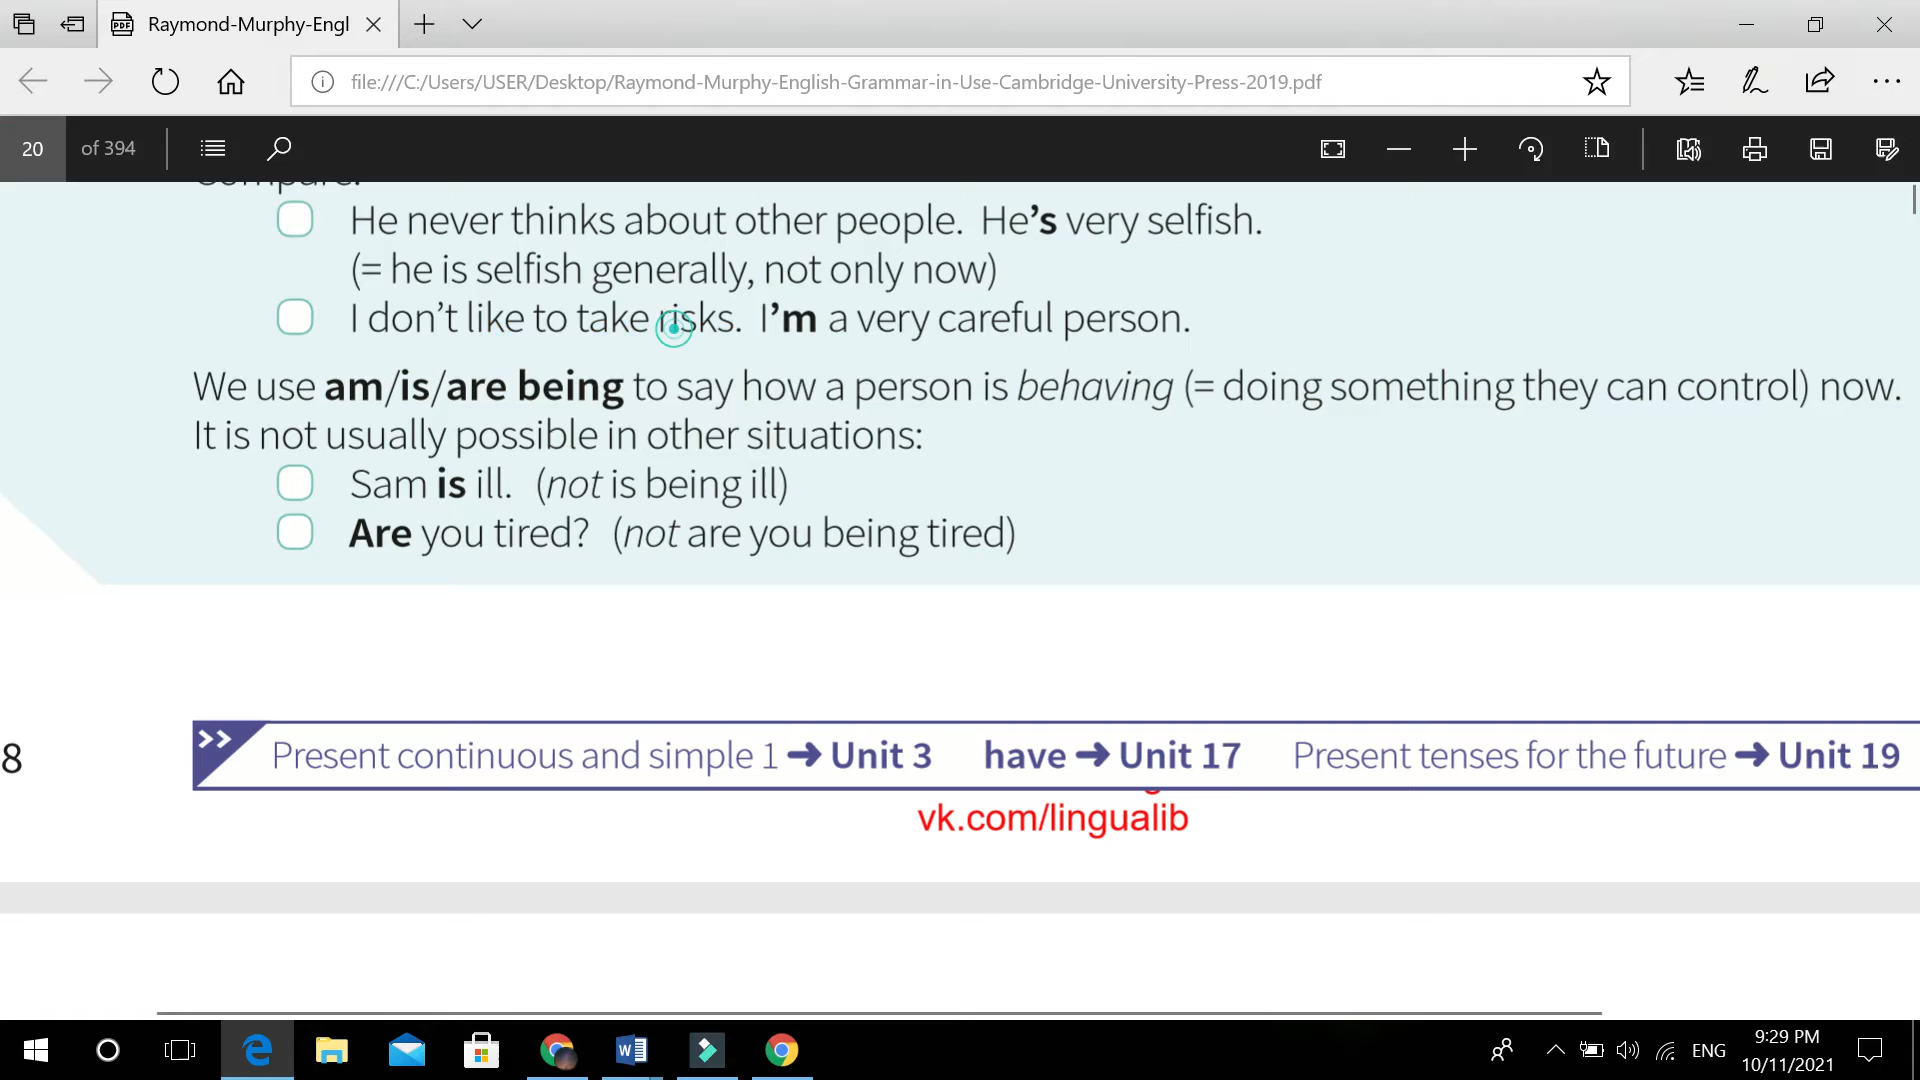 Raymond-Murphy-Engl
file:///C:/Users/USER/Desktop/Raymond-Murphy-English-Grammar-in-Use-Cambridge-University-Press-2019.pdf
20 of 394
Compare:
He never thinks about other people. He's very selfish.
(= he is selfish generally, not only now)
I don't like to take risks. I'm a very careful person.
We use am/is/are being to say how a person is behaving (= doing something they can control) now.
It is not usually possible in other situations:
Sam is ill. (not is being ill)
Are you tired? (not are you being tired)
8 >> Present continuous and simple 1 ➜ Unit 3 have ➜ Unit 17 Present tenses for the future ➜ Unit 19
vk.com/lingualib
ENG
9:29 PM
10/11/2021